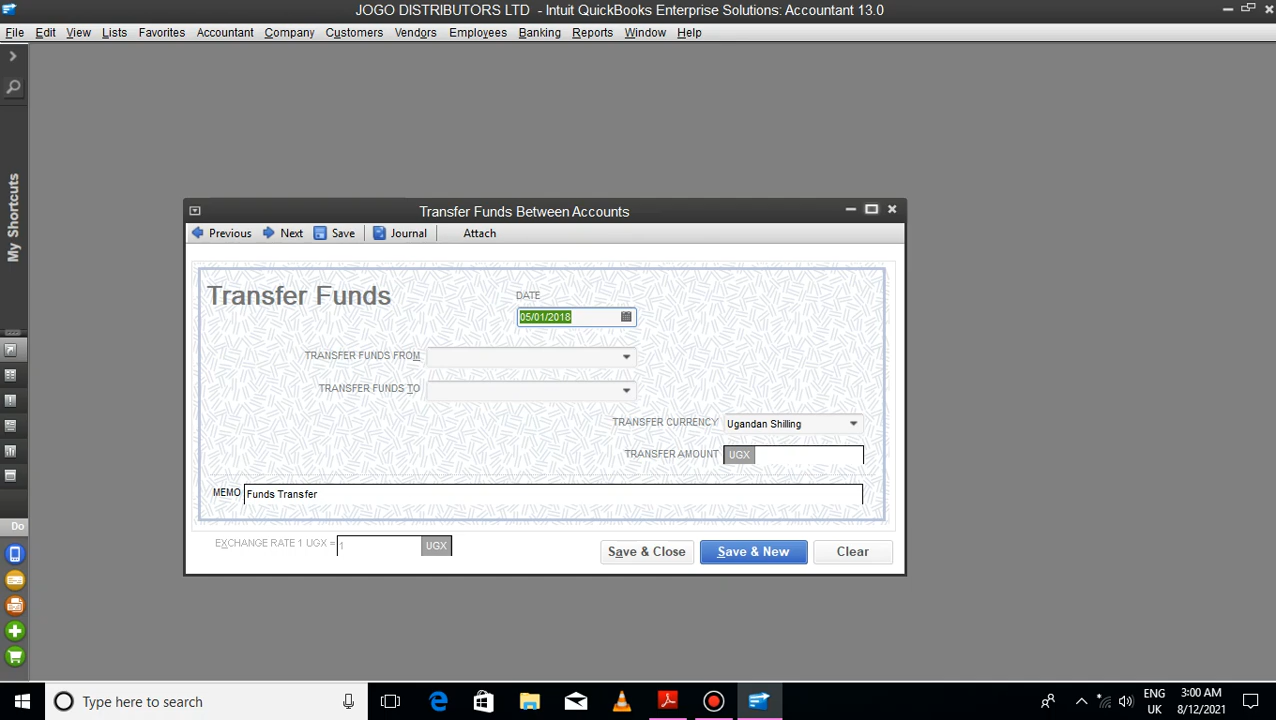 JOGO DISTRIBUTORS LTD - Intuit QuickBooks Enterprise Solutions: Accountant 13.0
File Edit View Lists Favorites Accountant Company Customers Vendors Employees Banking Reports Window Help
My Shortcuts
Do
Transfer Funds Between Accounts
Previous Next Save Journal Attach
Transfer Funds
DATE
05/01/2018
TRANSFER FUNDS FROM
TRANSFER FUNDS TO
TRANSFER CURRENCY Ugandan Shilling
TRANSFER AMOUNT UGX
MEMO Funds Transfer
EXCHANGE RATE 1 UGX = 1 UGX
Save & Close Save & New Clear
Type here to search
ENG
UK
3:00 AM
8/12/2021